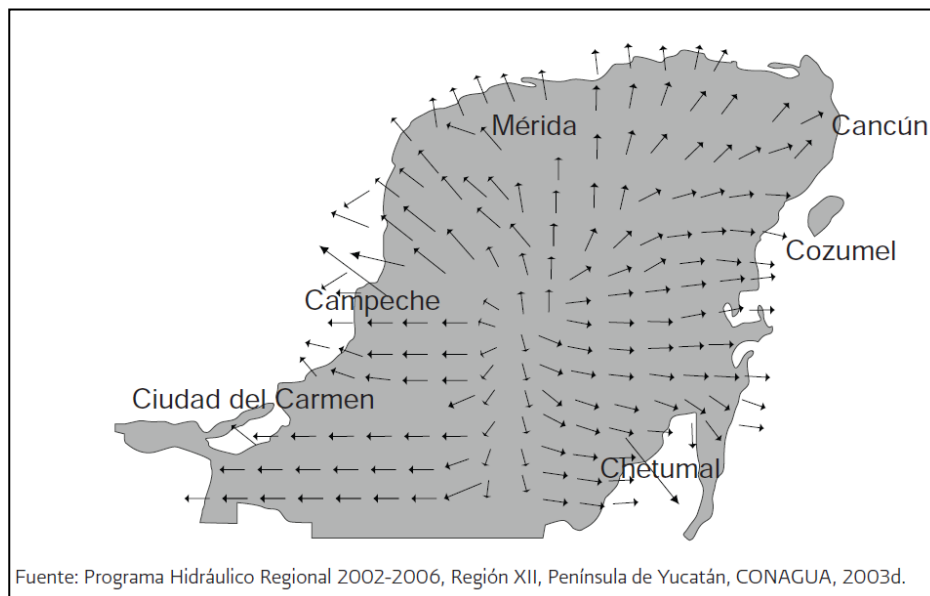 Mérida
Cancún
Cozumel
Campeche
Ciudad del Carmen
Chetumal
Fuente: Programa Hidráulico Regional 2002-2006, Región XII, Península de Yucatán, CONAGUA, 2003d.